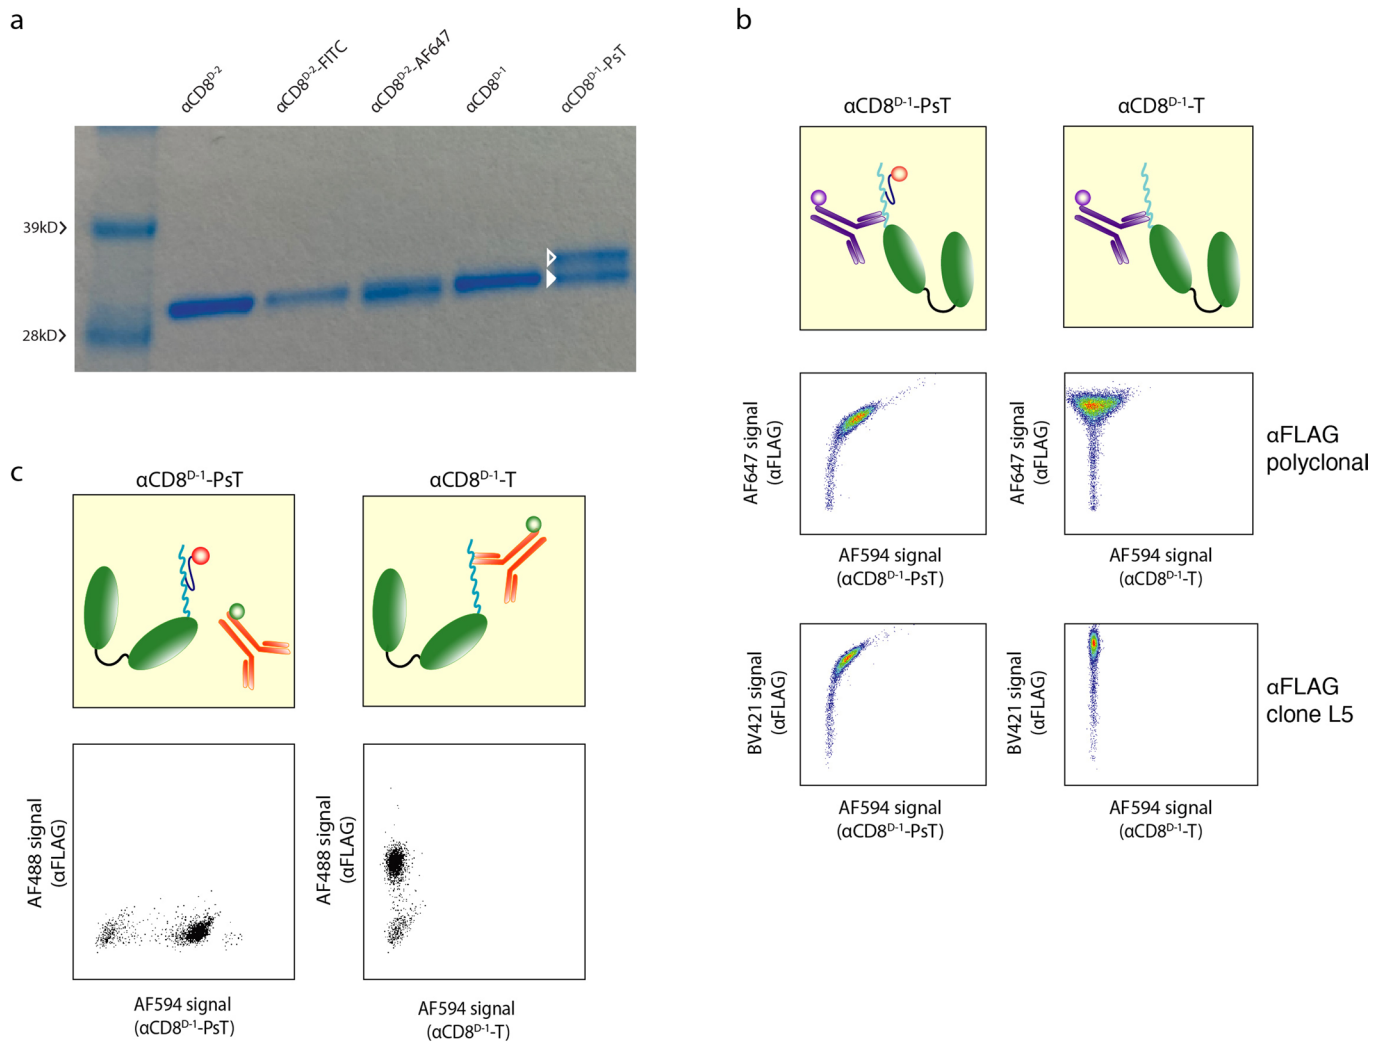 a
αCD8D-2
αCD8D-2-FITC
αCD8D-2-AF647
αCD8D-1
αCD8D-1-PsT
39kD
28kD
b
αCD8D-1-PsT
αCD8D-1-T
AF647 signal
(αFLAG)
AF594 signal
(αCD8D-1-PsT)
AF647 signal
(αFLAG)
AF594 signal
(αCD8D-1-T)
αFLAG
polyclonal
BV421 signal
(αFLAG)
AF594 signal
(αCD8D-1-PsT)
BV421 signal
(αFLAG)
AF594 signal
(αCD8D-1-T)
αFLAG
clone L5
c
αCD8D-1-PsT
αCD8D-1-T
AF488 signal
(αFLAG)
AF594 signal
(αCD8D-1-PsT)
AF488 signal
(αFLAG)
AF594 signal
(αCD8D-1-T)